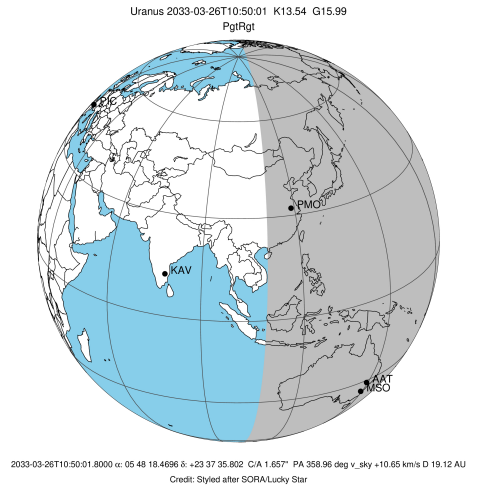 Uranus 2033-03-26T10:50:01 K13.54 G15.99
PgtRgt
PIC
PMO
KAV
AAT
MSO
2033-03-26T10:50:01.8000 α: 05 48 18.4696 δ: +23 37 35.802 C/A 1.657" PA 358.96 deg v_sky +10.65 km/s D 19.12 AU
Credit: Styled after SORA/Lucky Star